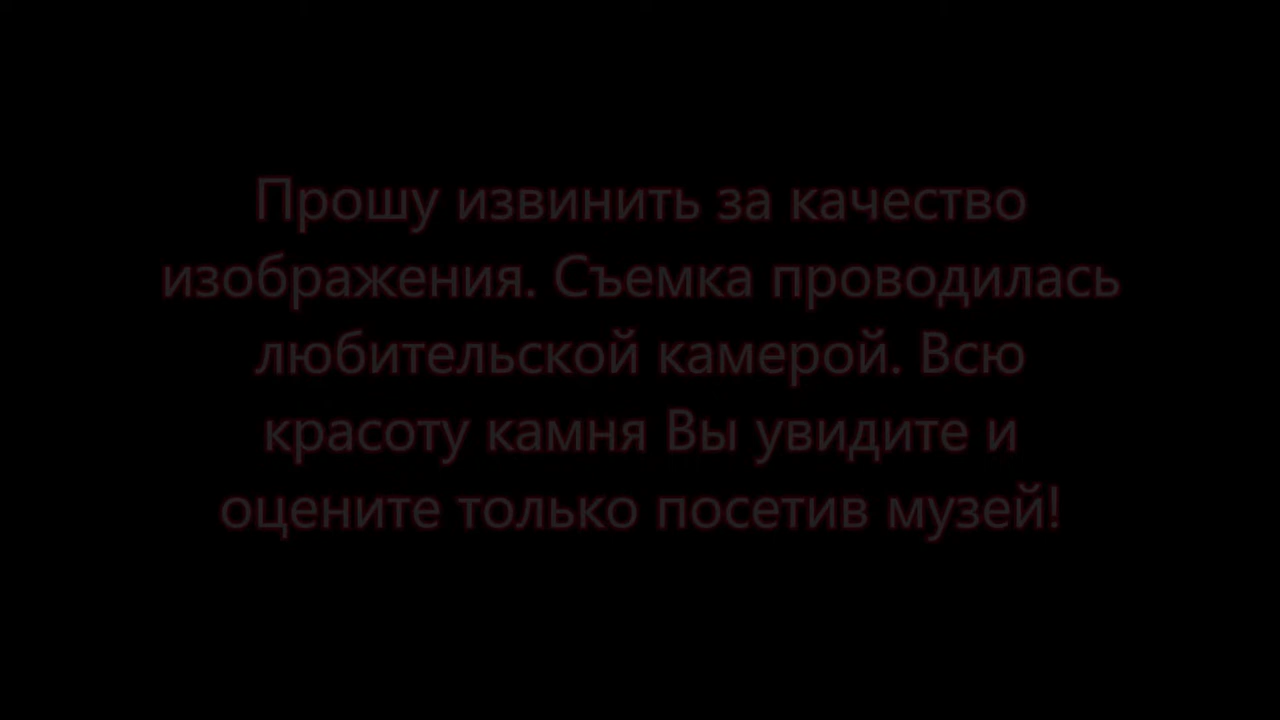 Прошу извинить за качество
изображения. Съемка проводилась
любительской камерой. Всю
красоту камня Вы увидите и
оцените только посетив музей!